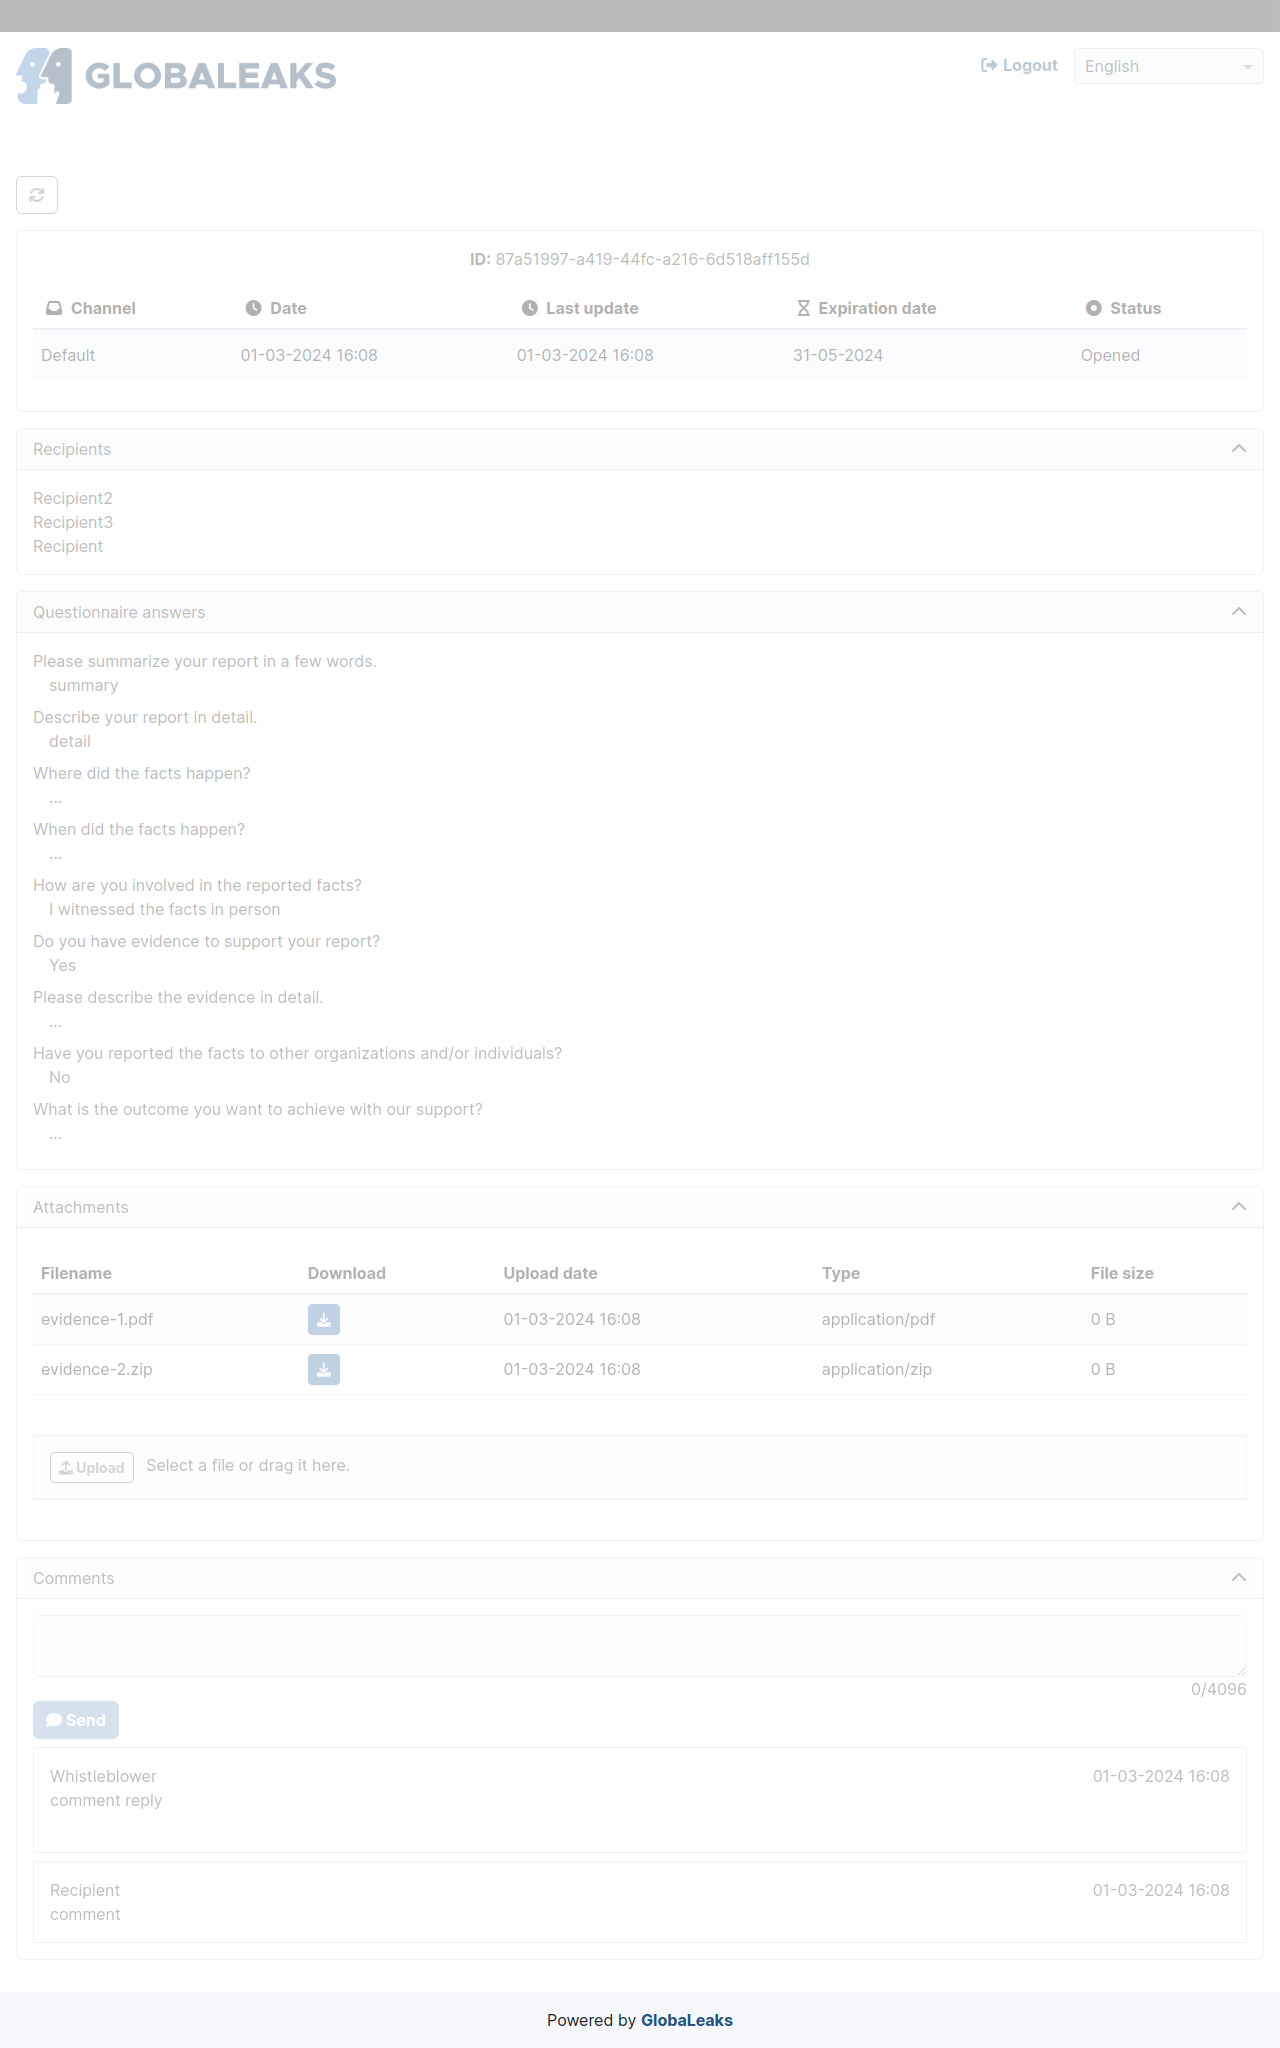 GLOBALEAKS
Logout
English
ID: 87a51997-a419-44fc-a216-6d518aff155d
Channel Date Last update Expiration date Status
Default 01-03-2024 16:08 01-03-2024 16:08 31-05-2024 Opened
Recipients
Recipient2
Recipient3
Recipient
Questionnaire answers
Please summarize your report in a few words.
summary
Describe your report in detail.
detail
Where did the facts happen?
...
When did the facts happen?
...
How are you involved in the reported facts?
I witnessed the facts in person
Do you have evidence to support your report?
Yes
Please describe the evidence in detail.
...
Have you reported the facts to other organizations and/or individuals?
No
What is the outcome you want to achieve with our support?
...
Attachments
Filename Download Upload date Type File size
evidence-1.pdf 01-03-2024 16:08 application/pdf 0 B
evidence-2.zip 01-03-2024 16:08 application/zip 0 B
Upload Select a file or drag it here.
Comments
0/4096
Send
Whistleblower 01-03-2024 16:08
comment reply
Recipient 01-03-2024 16:08
comment
Powered by GlobaLeaks